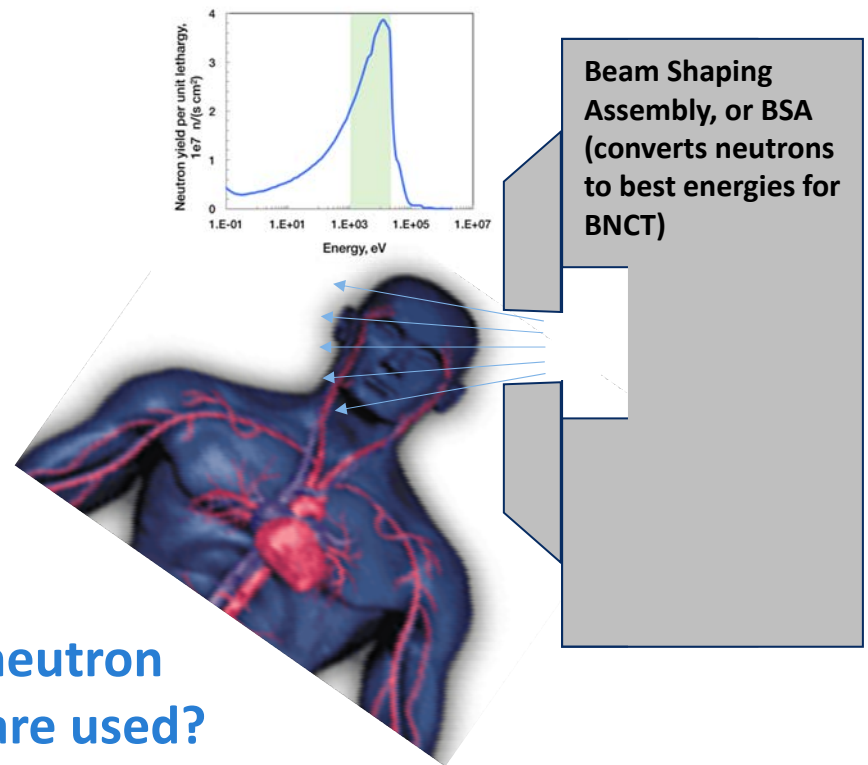 4
3
2
1
0
Neutron yield per unit lethargy,
1e7 n/(s cm²)
1.E-01 1.E+01 1.E+03 1.E+05 1.E+07
Energy, eV
Beam Shaping
Assembly, or BSA
(converts neutrons
to best energies for
BNCT)
neutron
are used?